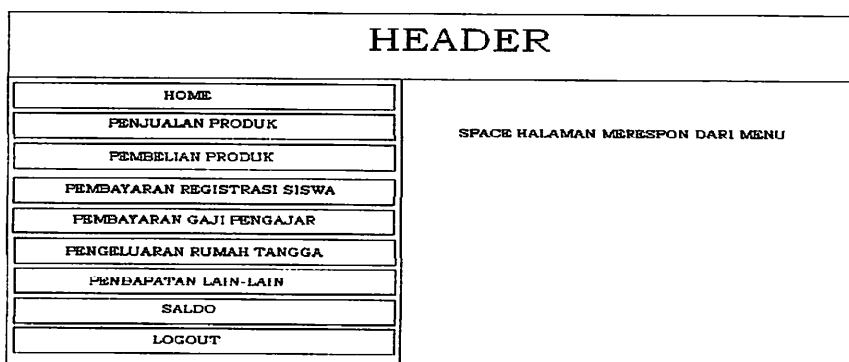 HEADER
HOME
PENJUALAN PRODUK
PEMBELIAN PRODUK
PEMBAYARAN REGISTRASI SISWA
PEMBAYARAN GAJI PENGAJAR
PENGELUARAN RUMAH TANGGA
PENDAPATAN LAIN-LAIN
SALDO
LOGOUT
SPACE HALAMAN MERESPON DARI MENU